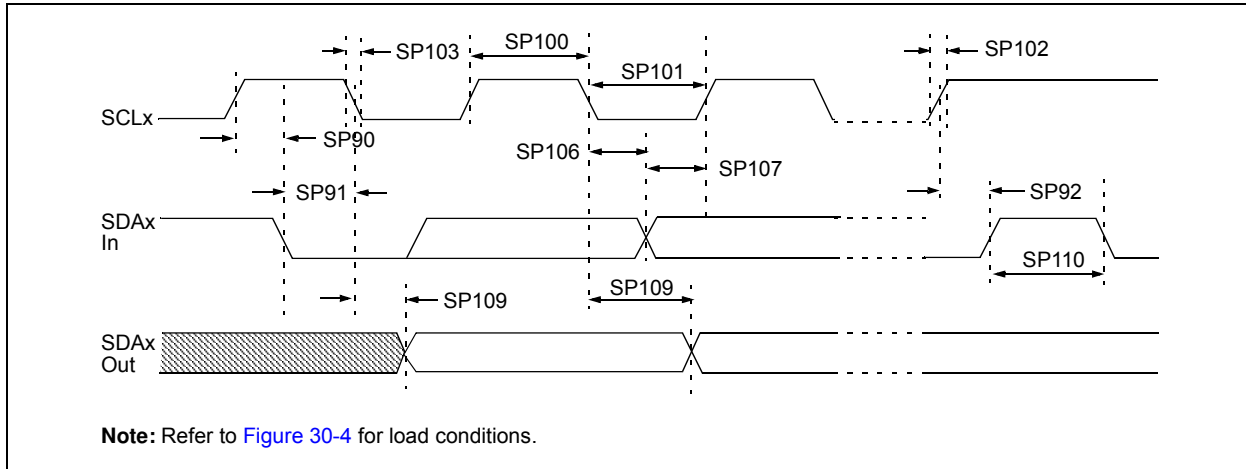 SP103
SP100
SP102
SP101
SCLx
SP90
SP106
SP107
SP91
SP92
SDAx
In
SP110
SP109
SP109
SDAx
Out
Note: Refer to Figure 30-4 for load conditions.